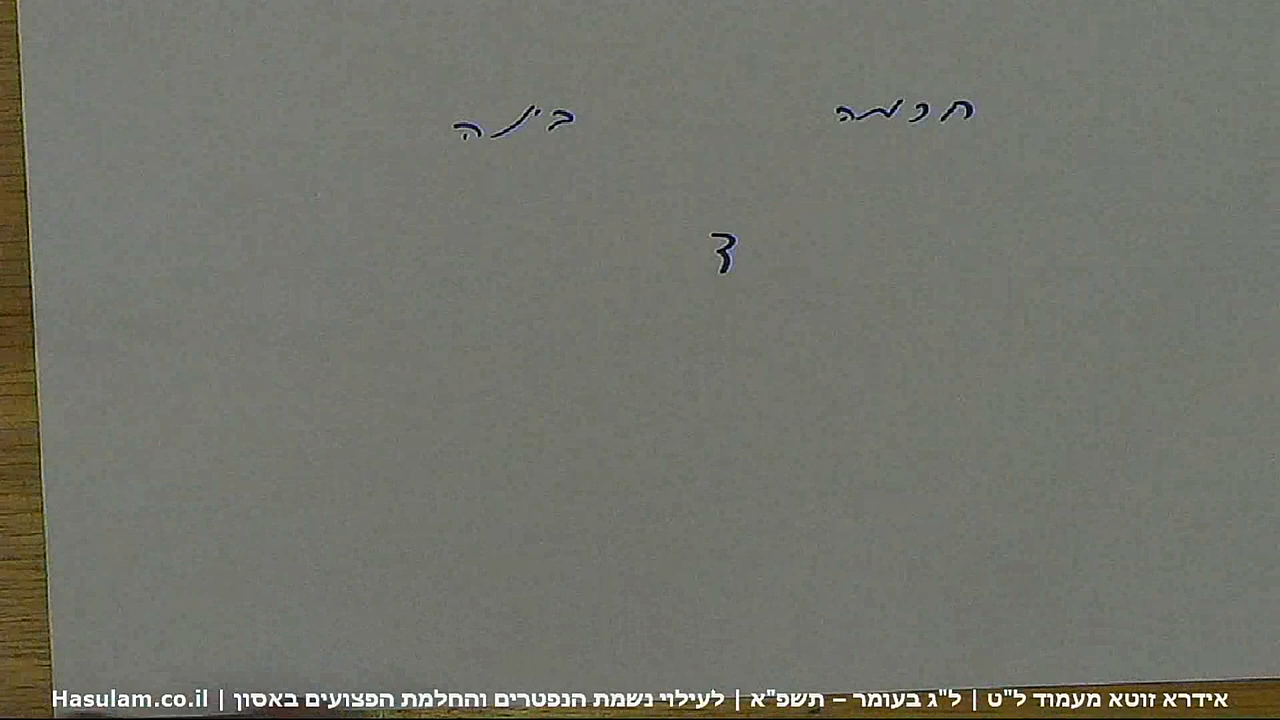 חכמה בינה
ד
אידרא זוטא מעמוד ל"ט | ל"ג בעומר – תשפ"א | לעילוי נשמת הנפטרים והחלמת הפצועים באסון | Hasulam.co.il